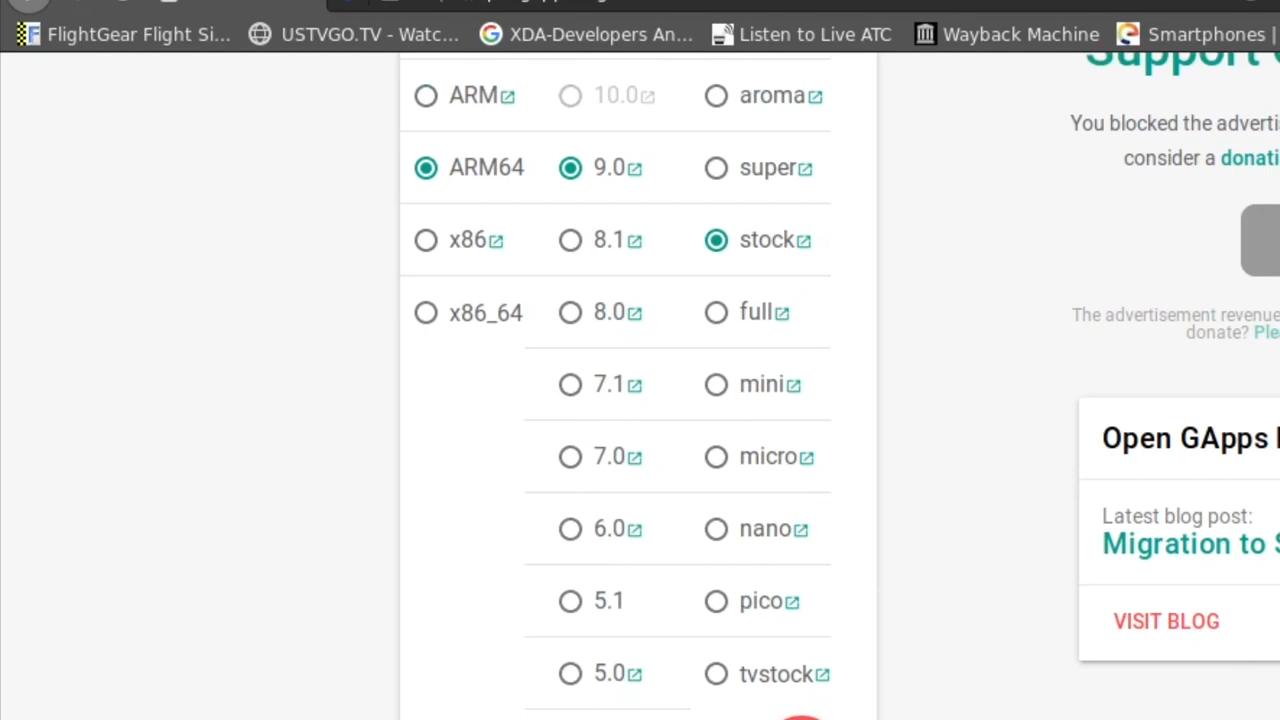 FlightGear Flight Si... USTVGO.TV - Watc... XDA-Developers An... Listen to Live ATC Wayback Machine Smartphones |
Support
ARM 10.0 aroma
You blocked the
consider a
ARM64 9.0 super
x86 8.1 stock
x86_64 8.0 full
The advertisement revenue
donate?
7.1 mini
Open GApps
7.0 micro
6.0 nano
Latest blog post:
Migration to
5.1 pico
VISIT BLOG
5.0 tvstock